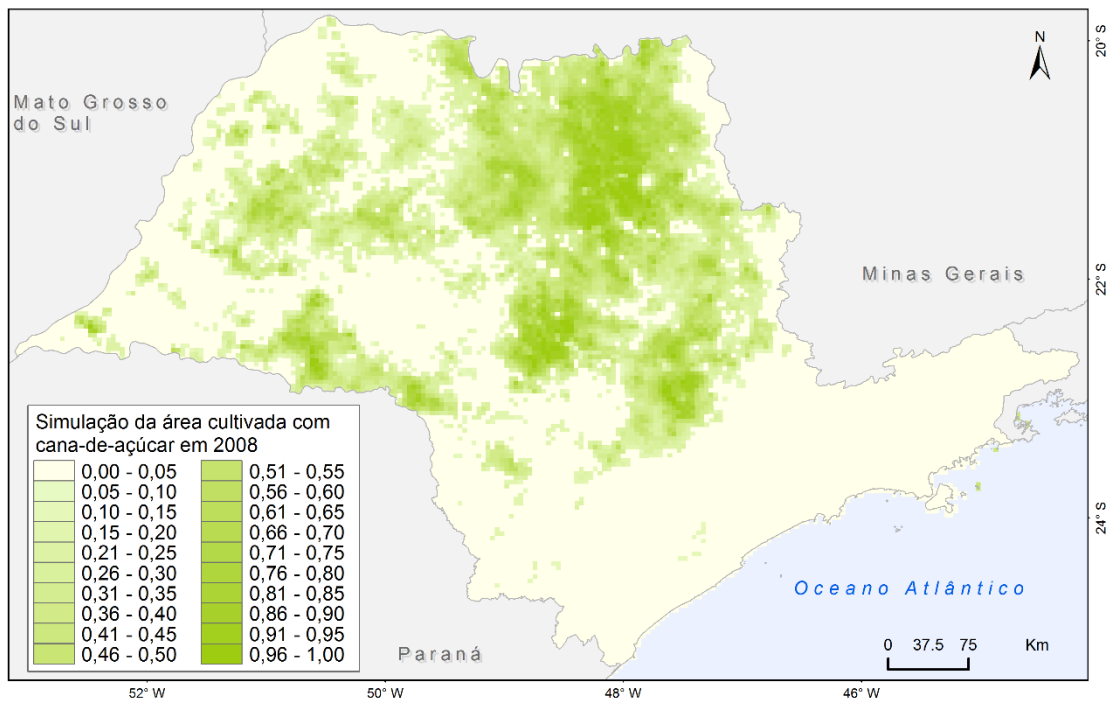 N
20° S
Mato Grosso
do Sul
Minas Gerais
22° S
Simulação da área cultivada com
cana-de-açúcar em 2008
0,00 - 0,05 0,51 - 0,55
0,05 - 0,10 0,56 - 0,60
0,10 - 0,15 0,61 - 0,65
0,15 - 0,20 0,66 - 0,70
0,21 - 0,25 0,71 - 0,75
0,26 - 0,30 0,76 - 0,80
0,31 - 0,35 0,81 - 0,85
0,36 - 0,40 0,86 - 0,90
0,41 - 0,45 0,91 - 0,95
0,46 - 0,50 0,96 - 1,00
24° S
Oceano Atlântico
Paraná
0 37.5 75 Km
52° W 50° W 48° W 46° W